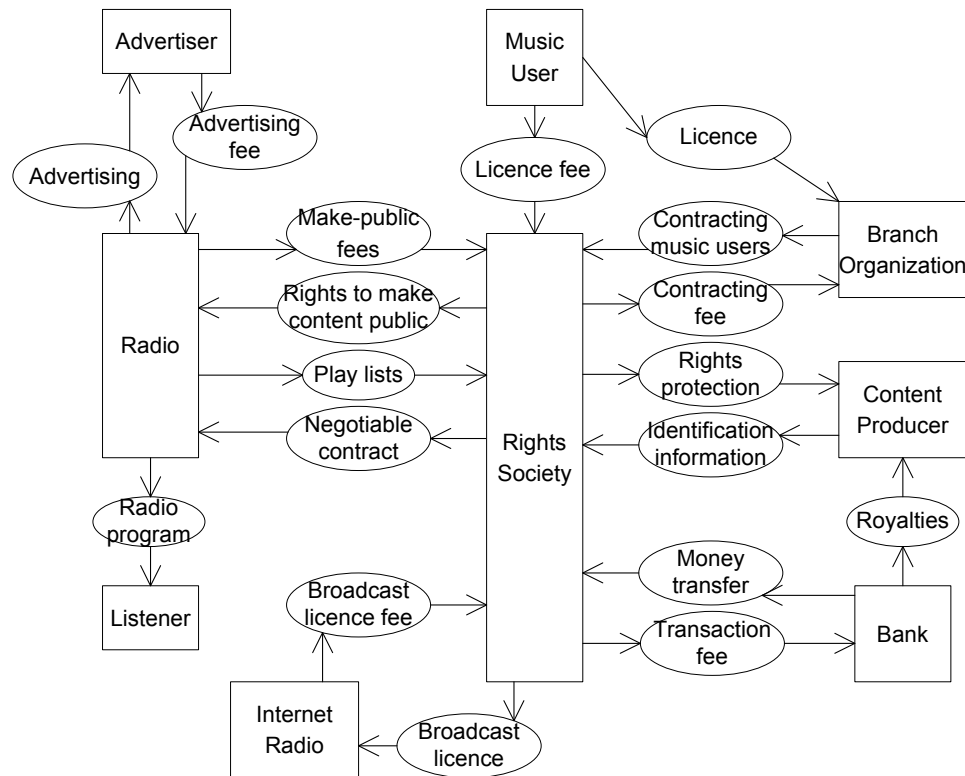 Advertiser
Music
User
Advertising
fee
Licence
Advertising
Licence fee
Make-public
fees
Contracting
music users
Branch
Organization
Rights to make
content public
Contracting
fee
Radio
Play lists
Rights
protection
Content
Producer
Negotiable
contract
Rights
Society
Identification
information
Radio
program
Royalties
Money
transfer
Broadcast
licence fee
Listener
Transaction
fee
Bank
Internet
Radio
Broadcast
licence